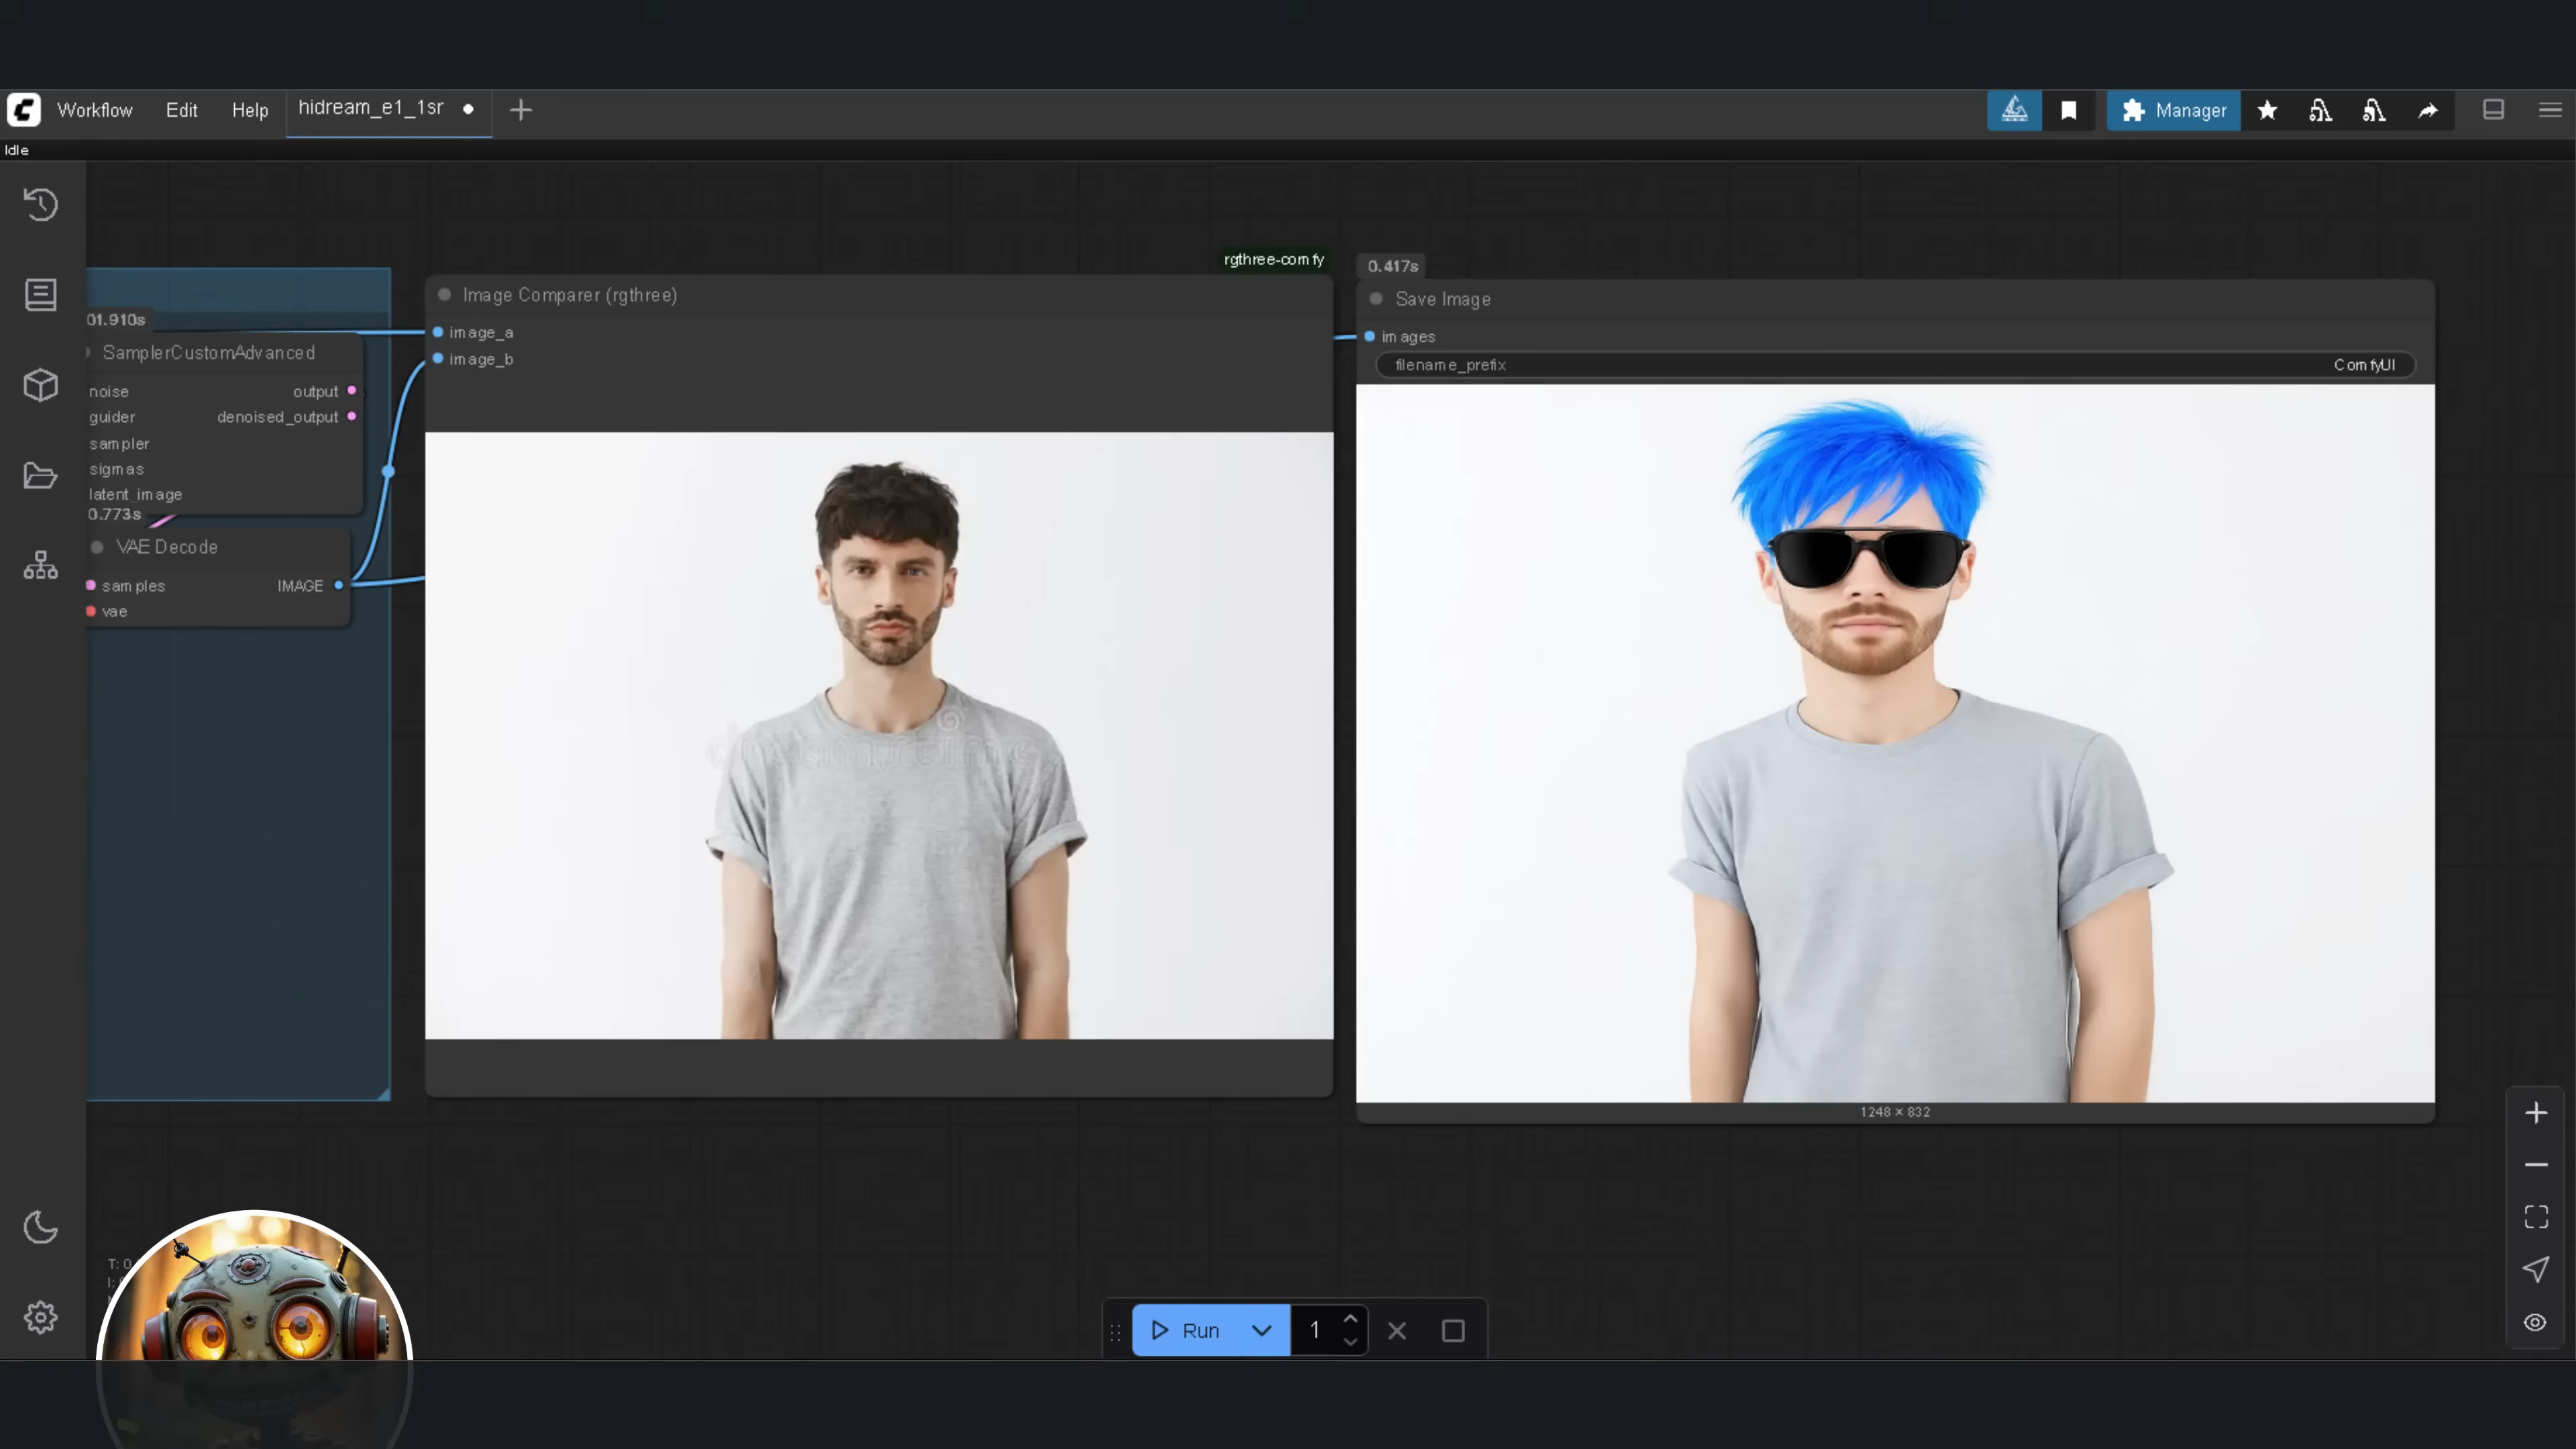 Workflow Edit Help hidream_e1_1sr
Manager
Idle
rgthree-comfy
0.417s
Image Comparer (rgthree)
Save Image
01.910s
image_a
images
SamplerCustomAdvanced
image_b
filename_prefix ComfyUI
noise output
guider denoised_output
sampler
sigmas
latent_image
0.773s
VAE Decode
samples IMAGE
vae
dreamstime
1248 × 832
T: 0
Run 1